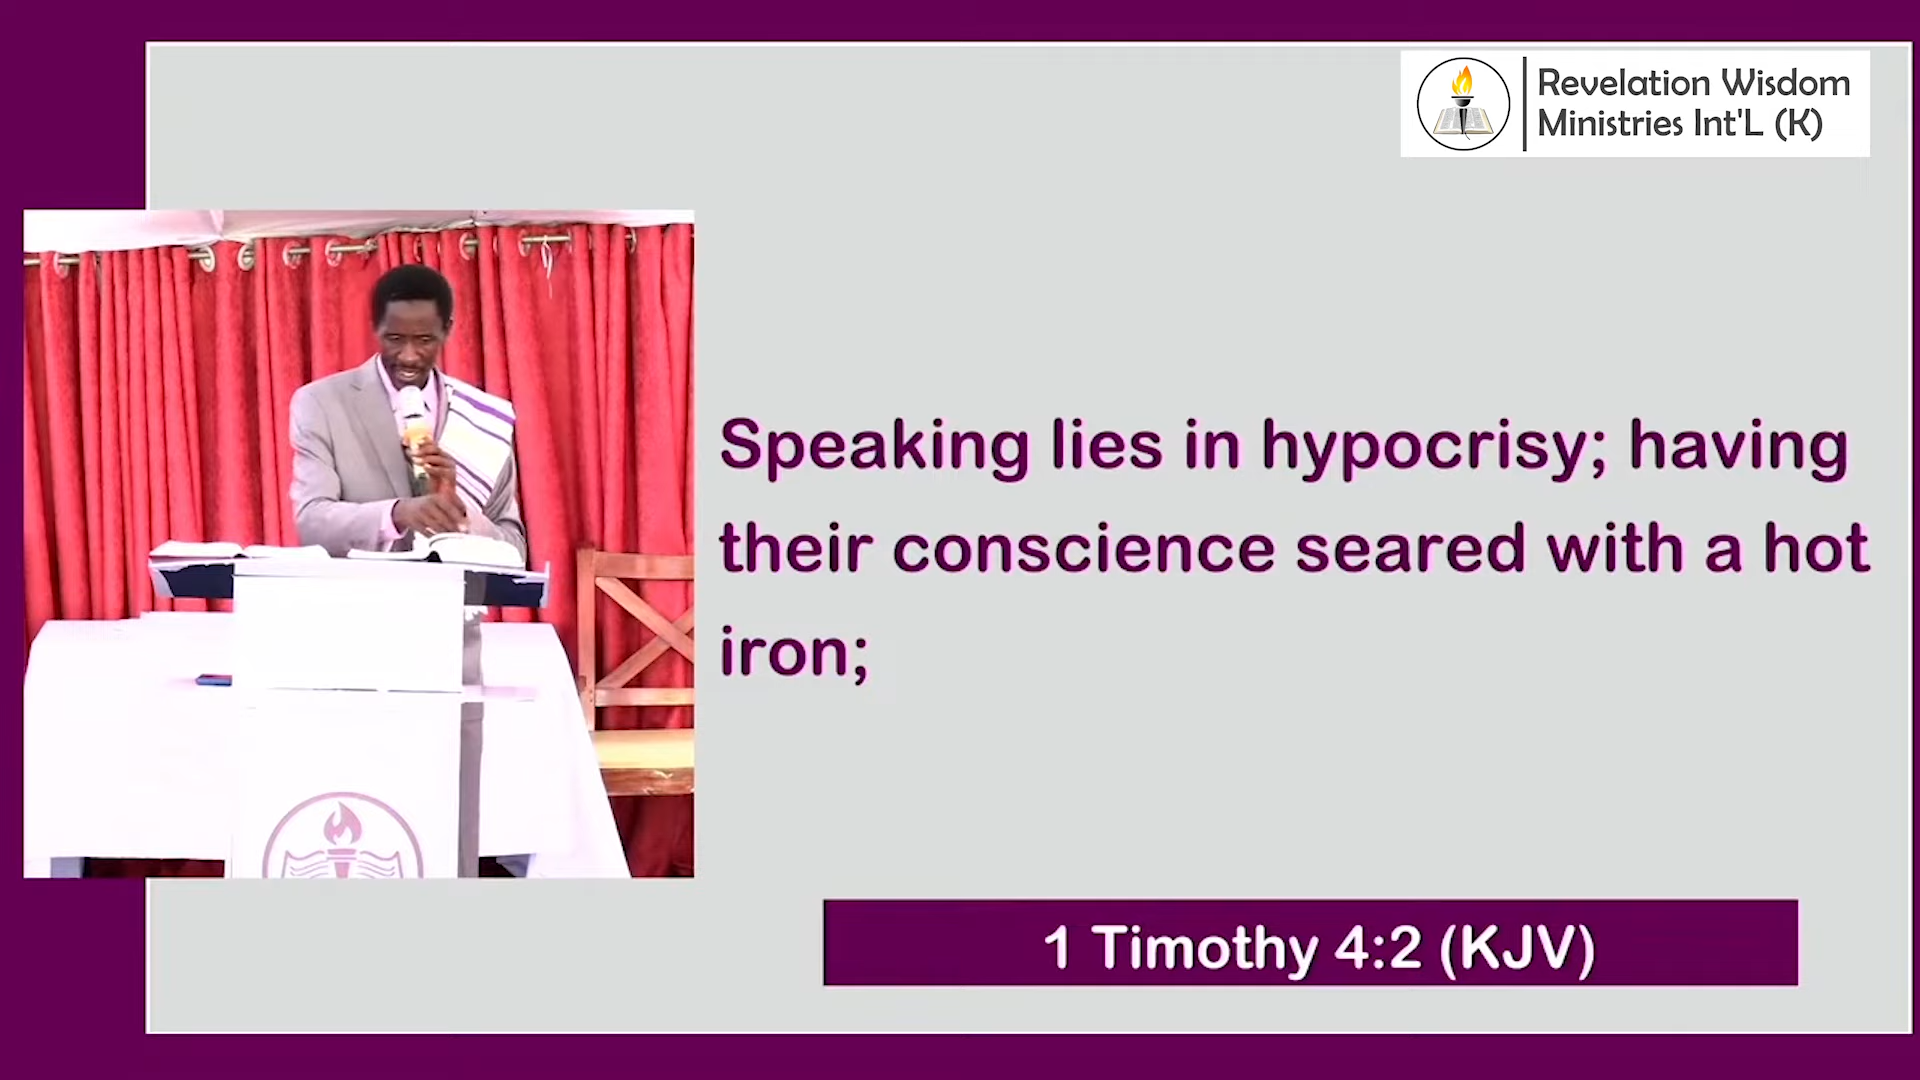 Revelation Wisdom
Ministries Int'L (K)
Speaking lies in hypocrisy; having
their conscience seared with a hot
iron;
1 Timothy 4:2 (KJV)